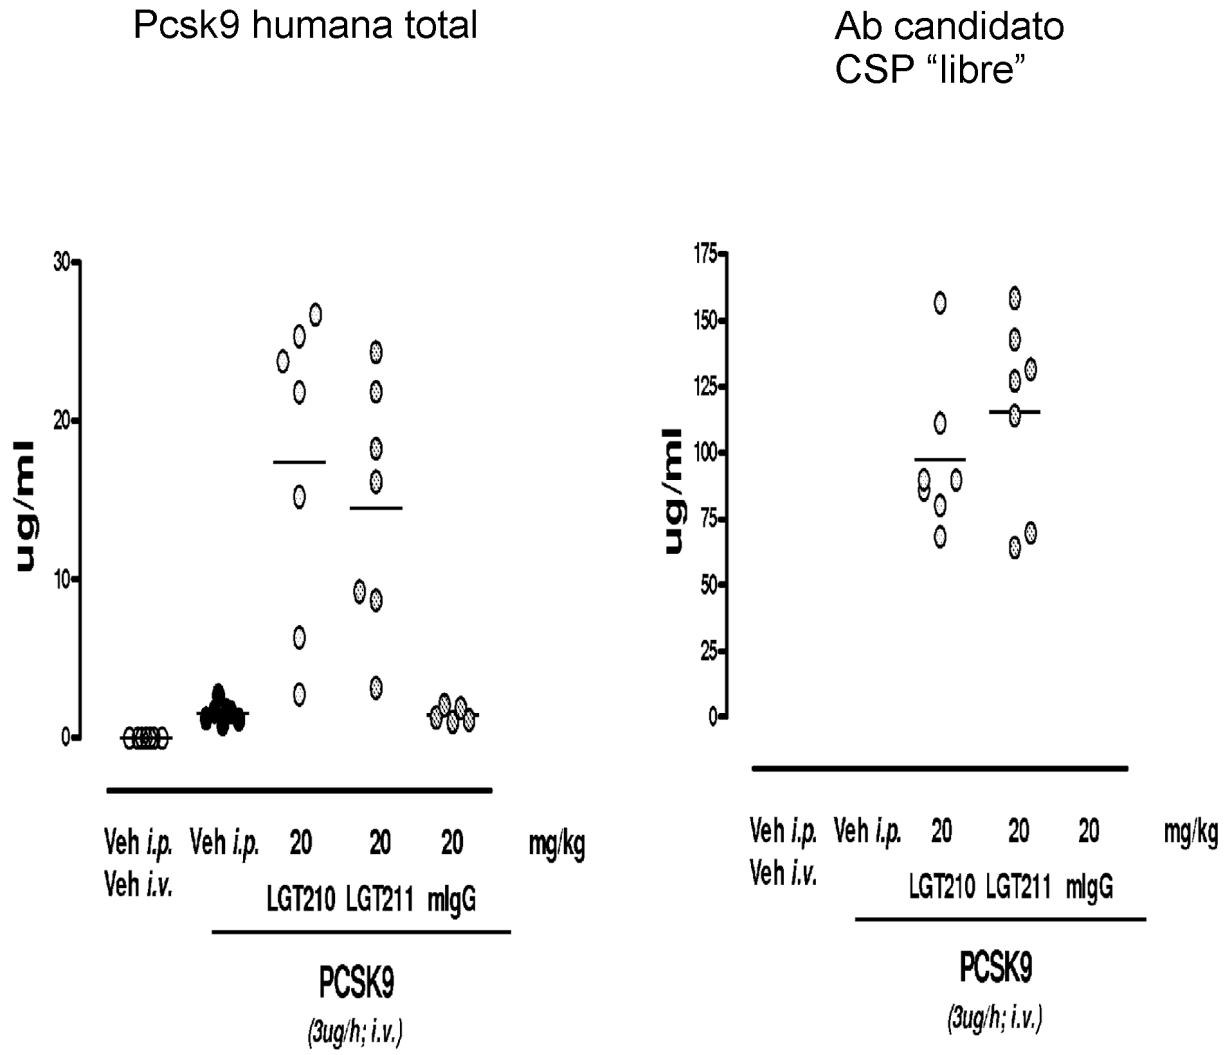 Pcsk9 humana total
30
20
10
0
ug/ml
Veh i.p. Veh i.p. 20 20 20 mg/kg
Veh i.v.
LGT210 LGT211 mIgG
PCSK9
(3ug/h; i.v.)
Ab candidato
CSP “libre”
175
150
125
100
75
50
25
0
ug/ml
Veh i.p. Veh i.p. 20 20 20 mg/kg
Veh i.v.
LGT210 LGT211 mIgG
PCSK9
(3ug/h; i.v.)